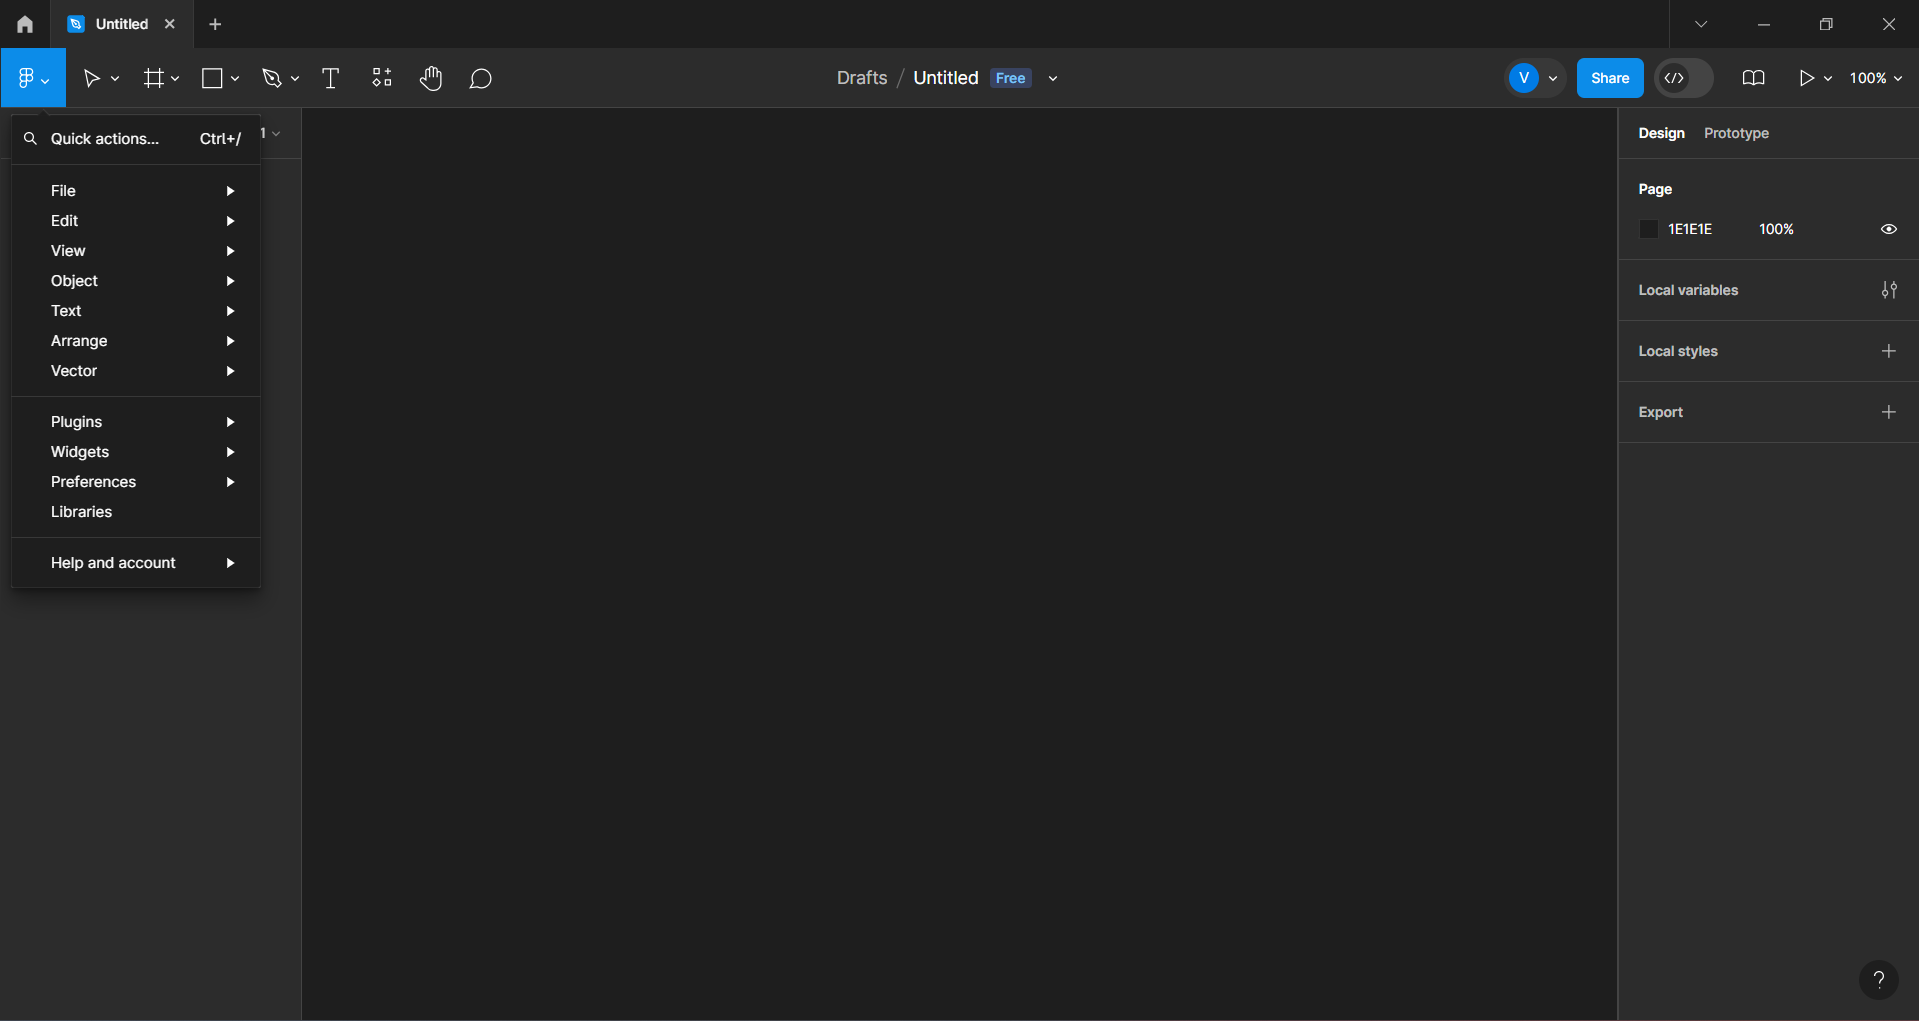 Untitled
Drafts / Untitled Free
V
Share
100%
Quick actions... Ctrl+/
1
File
Edit
View
Object
Text
Arrange
Vector
Plugins
Widgets
Preferences
Libraries
Help and account
Design Prototype
Page
1E1E1E 100%
Local variables
Local styles
Export
?